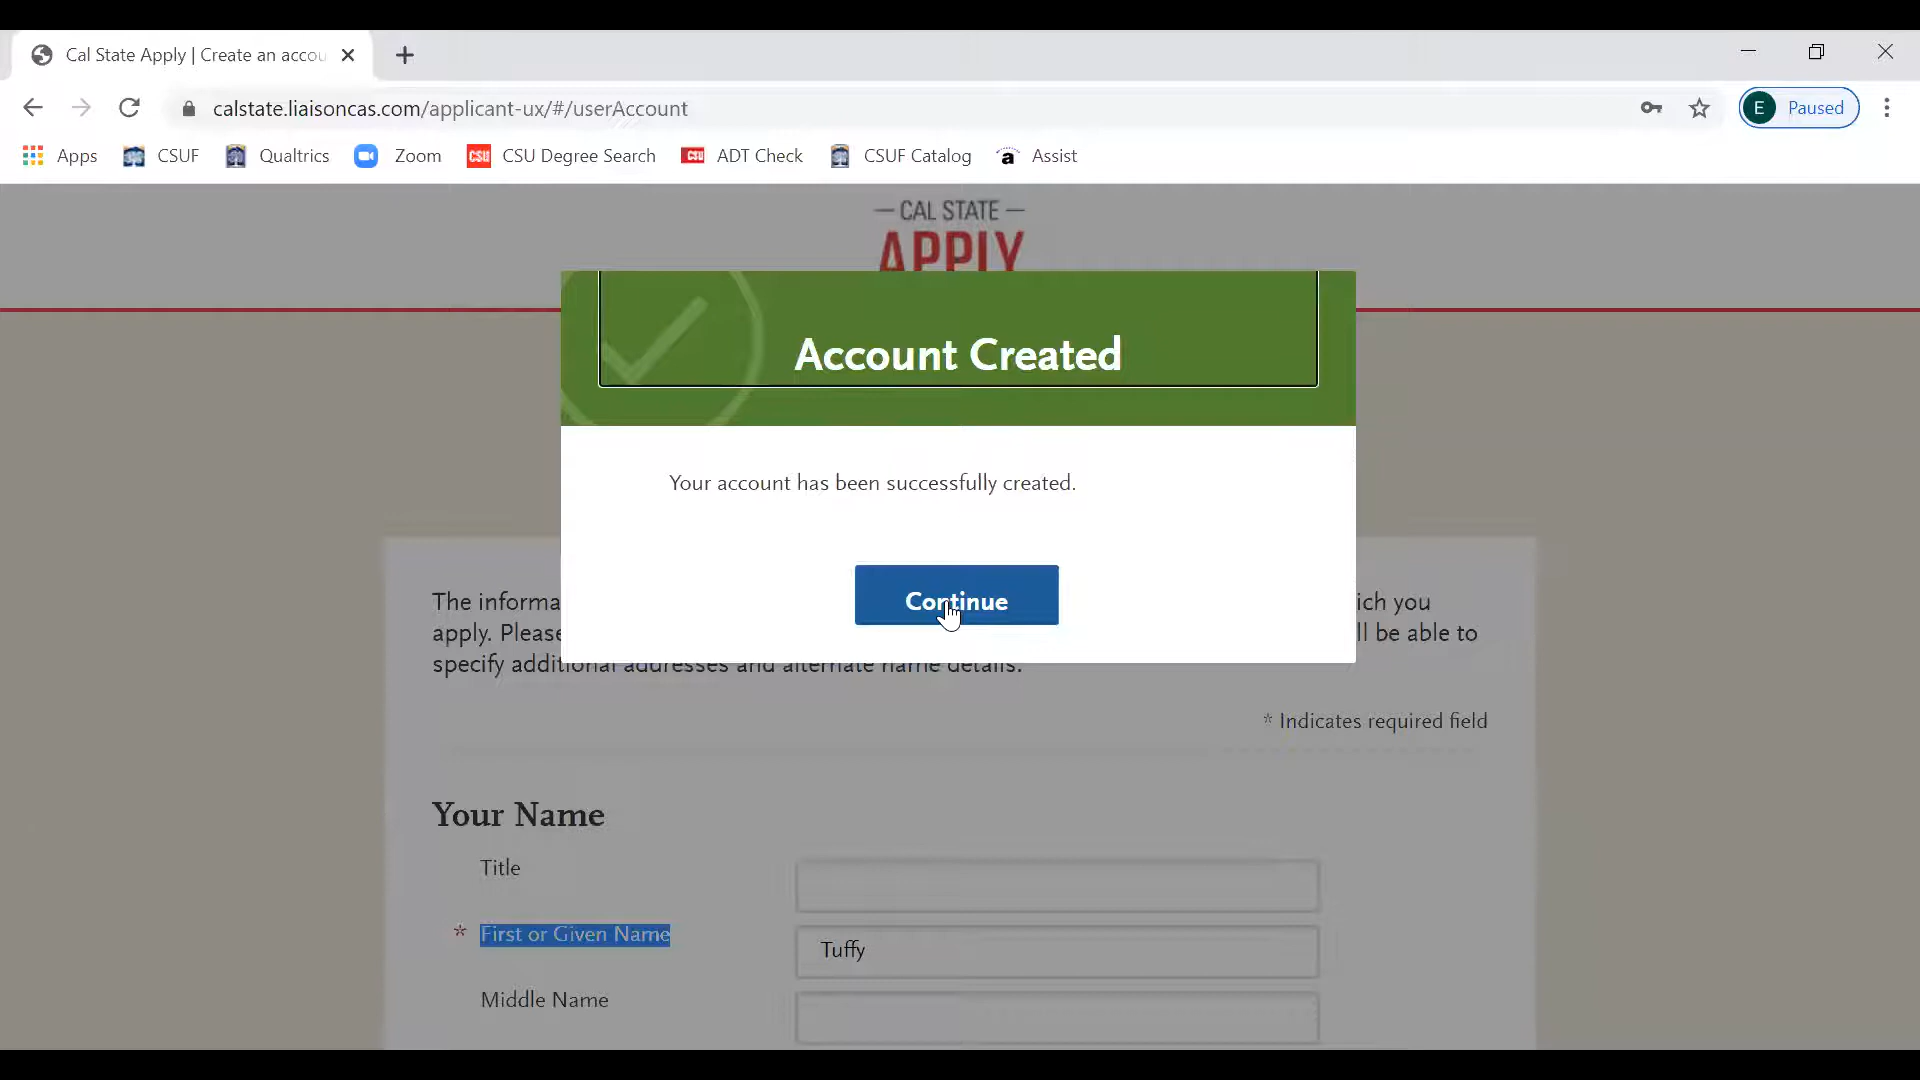 Cal State Apply | Create an accou
calstate.liaisoncas.com/applicant-ux/#/userAccount
E Paused
Apps CSUF Qualtrics Zoom CSU CSU Degree Search CSU ADT Check CSUF Catalog a Assist
— CAL STATE —
APPLY
Account Created
Your account has been successfully created.
Continue
The informa ich you
apply. Please ll be able to
specify additional addresses and alternate name details.
* Indicates required field
Your Name
Title
* First or Given Name Tuffy
Middle Name